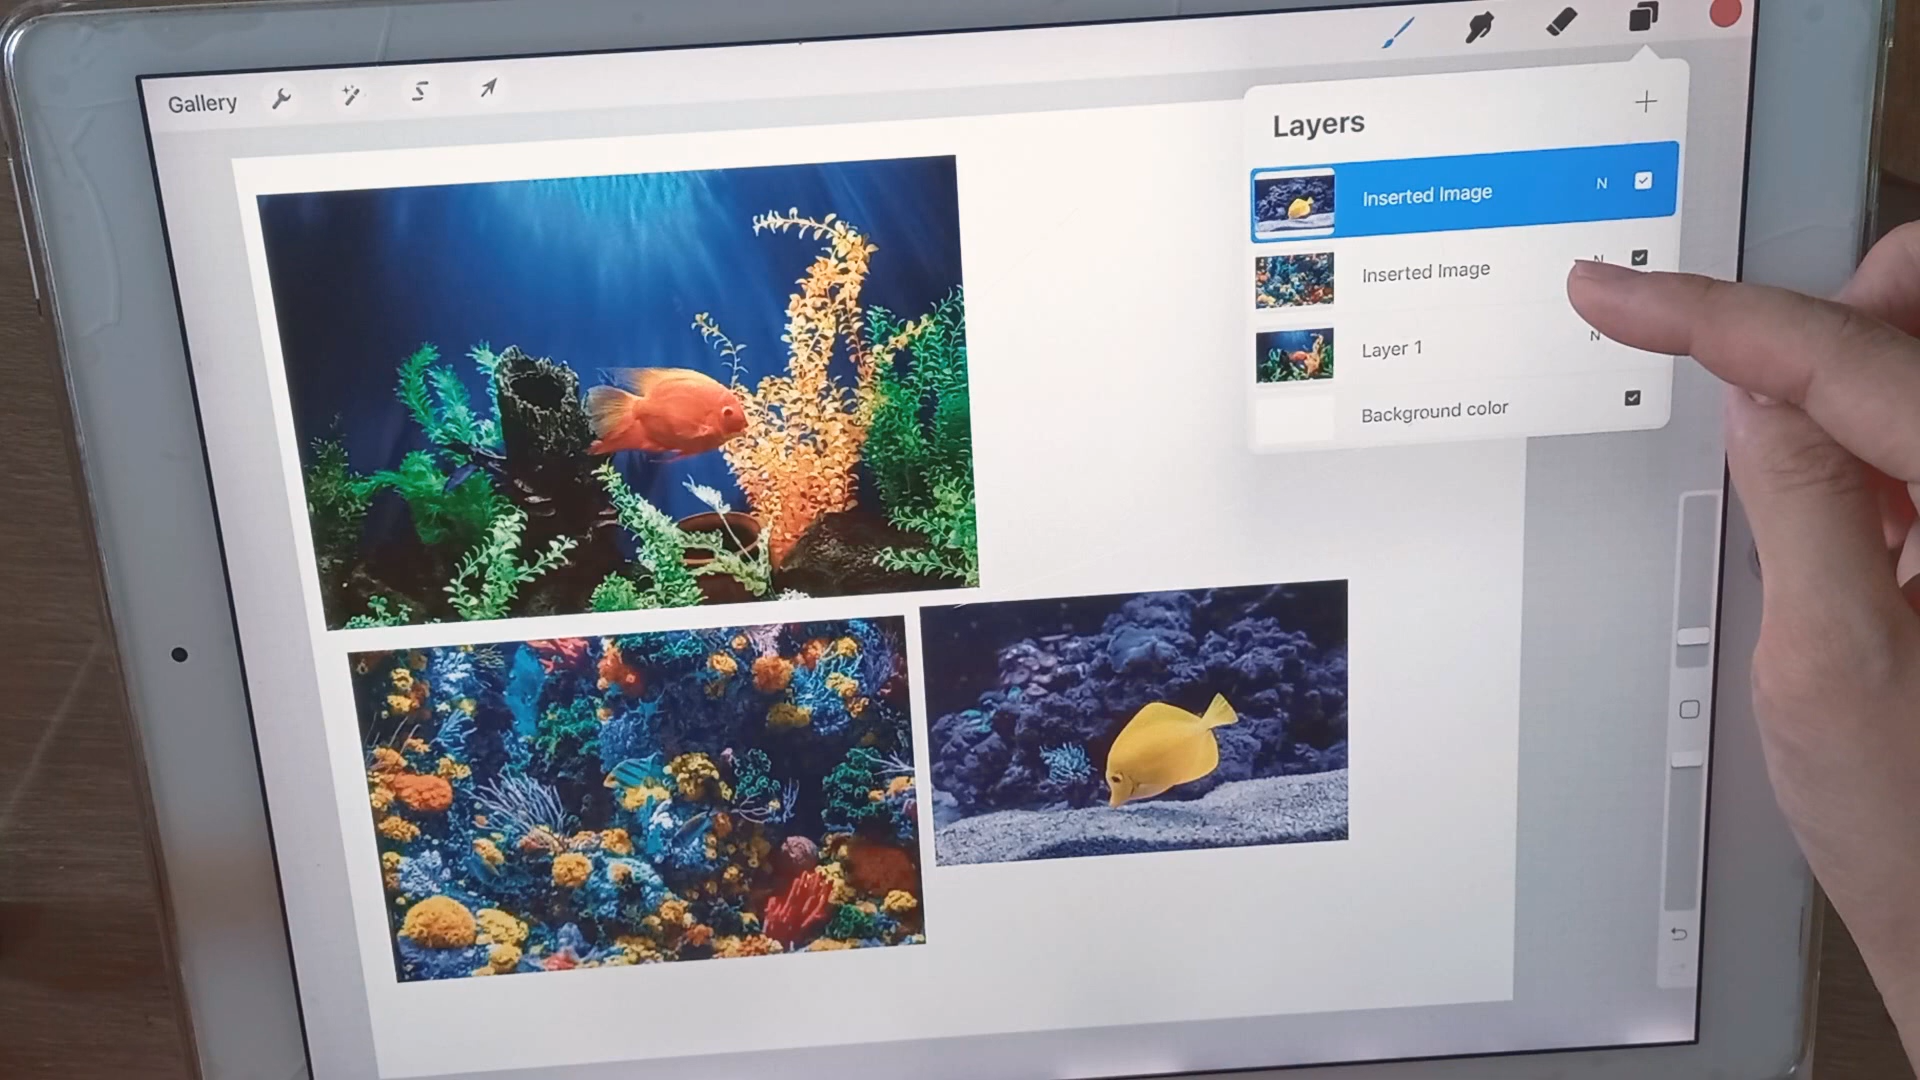 Gallery
Layers
Inserted Image N
Inserted Image N
Layer 1 N
Background color